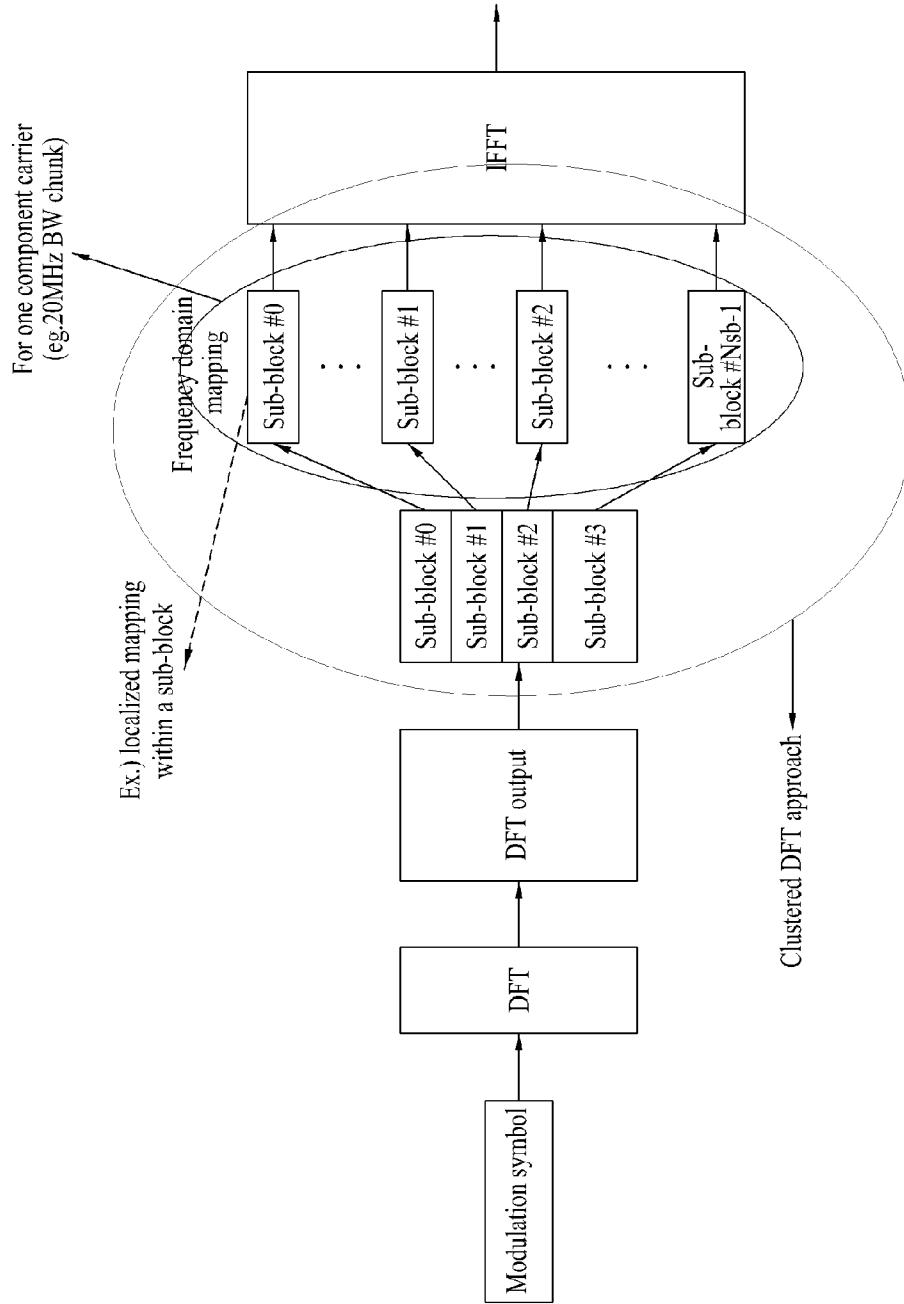 Modulation symbol
DFT
DFT output
Sub-block #0
Sub-block #1
Sub-block #2
Sub-block #3
Ex.) localized mapping
within a sub-block
Frequency domain
mapping
For one component carrier
(eg.20MHz BW chunk)
Sub-block #0
. . .
Sub-block #1
. . .
Sub-block #2
. . .
Sub-
block #Nsb-1
IFFT
Clustered DFT approach